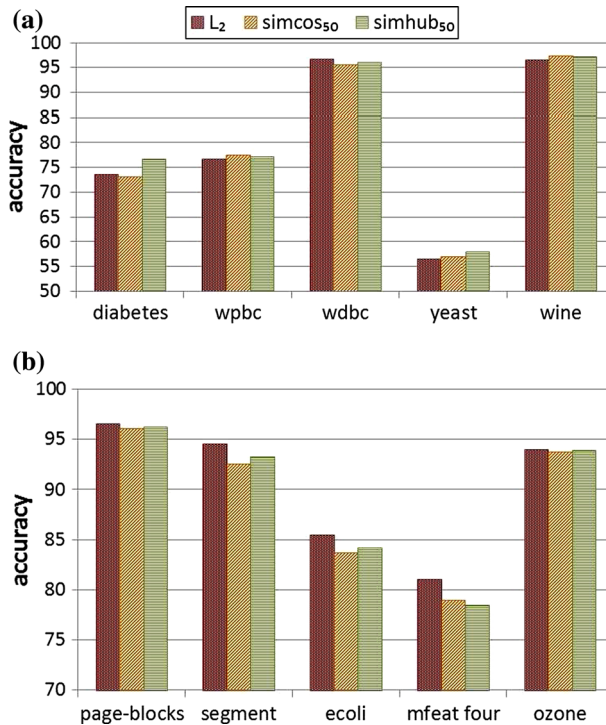 (a)
L₂ simcos₅₀ simhub₅₀
100
95
90
85
80
75
70
65
60
55
50
accuracy
diabetes wpbc wdbc yeast wine
(b)
100
95
90
85
80
75
70
accuracy
page-blocks segment ecoli mfeat four ozone